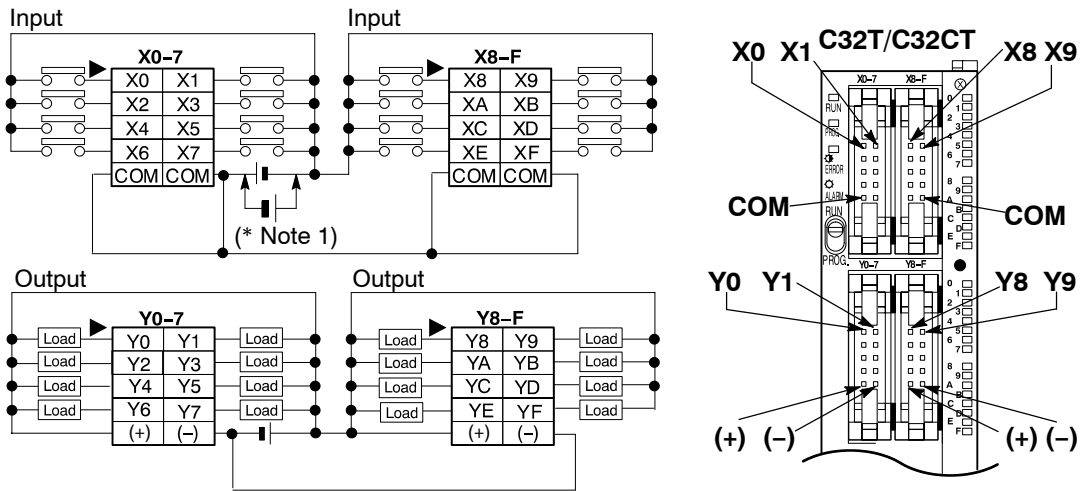 Input
X0–7
X0 X1
X2 X3
X4 X5
X6 X7
COM COM
(* Note 1)
Input
X8–F
X8 X9
XA XB
XC XD
XE XF
COM COM
Output
Y0–7
Load Y0 Y1 Load
Load Y2 Y3 Load
Load Y4 Y5 Load
Load Y6 Y7 Load
(+) (–)
Output
Y8–F
Load Y8 Y9 Load
Load YA YB Load
Load YC YD Load
Load YE YF Load
(+) (–)
C32T/C32CT
X0 X1
X8 X9
X0–7 X8–F
RUN
PROG.
ERROR
ALARM
RUN
PROG.
0
1
2
3
4
5
6
7
8
9
A
B
C
D
E
F
COM
COM
Y0–7 Y8–F
Y0 Y1
Y8 Y9
0
1
2
3
4
5
6
7
8
9
A
B
C
D
E
F
(+) (–)
(+) (–)